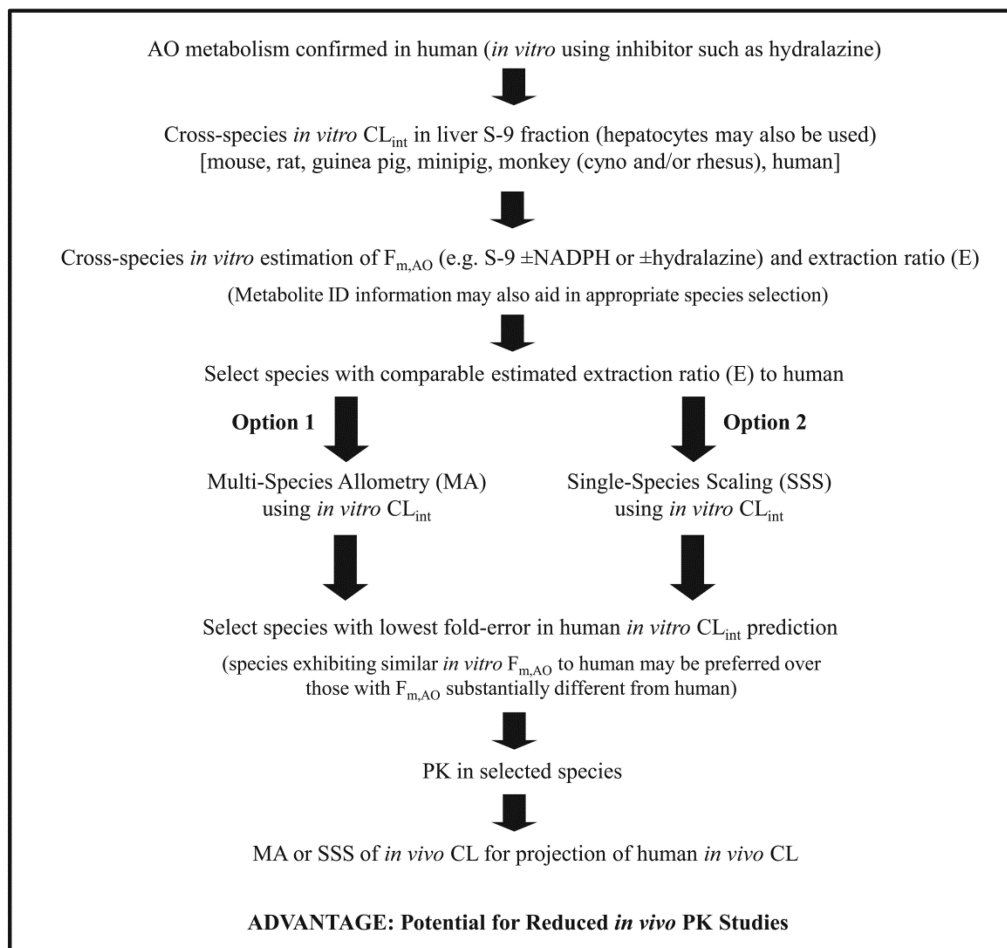 AO metabolism confirmed in human (in vitro using inhibitor such as hydralazine)
Cross-species in vitro CLint in liver S-9 fraction (hepatocytes may also be used)
[mouse, rat, guinea pig, minipig, monkey (cyno and/or rhesus), human]
Cross-species in vitro estimation of Fm,AO (e.g. S-9 ±NADPH or ±hydralazine) and extraction ratio (E)
(Metabolite ID information may also aid in appropriate species selection)
Select species with comparable estimated extraction ratio (E) to human
Option 1
Option 2
Multi-Species Allometry (MA)
using in vitro CLint
Single-Species Scaling (SSS)
using in vitro CLint
Select species with lowest fold-error in human in vitro CLint prediction
(species exhibiting similar in vitro Fm,AO to human may be preferred over
those with Fm,AO substantially different from human)
PK in selected species
MA or SSS of in vivo CL for projection of human in vivo CL
ADVANTAGE: Potential for Reduced in vivo PK Studies